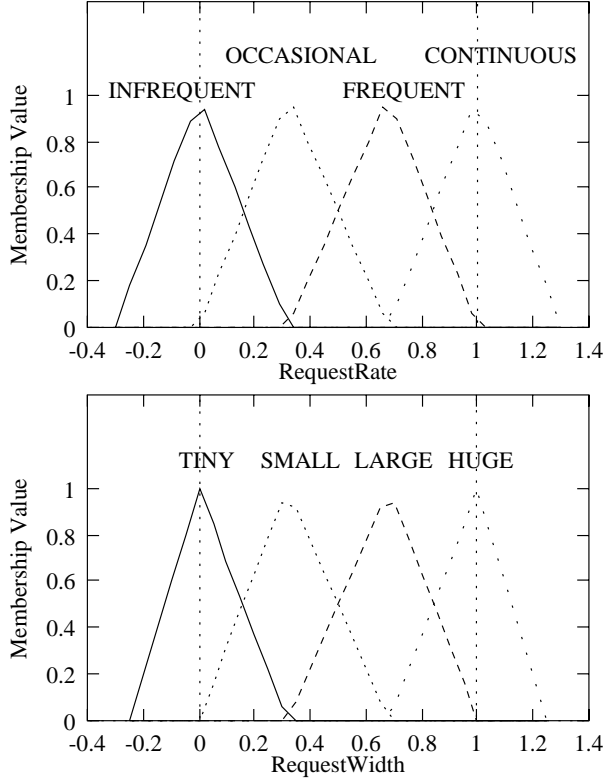 OCCASIONAL CONTINUOUS
INFREQUENT FREQUENT
1
0.8
0.6
0.4
0.2
0
Membership Value
-0.4 -0.2 0 0.2 0.4 0.6 0.8 1 1.2 1.4
RequestRate
TINY SMALL LARGE HUGE
1
0.8
0.6
0.4
0.2
0
Membership Value
-0.4 -0.2 0 0.2 0.4 0.6 0.8 1 1.2 1.4
RequestWidth